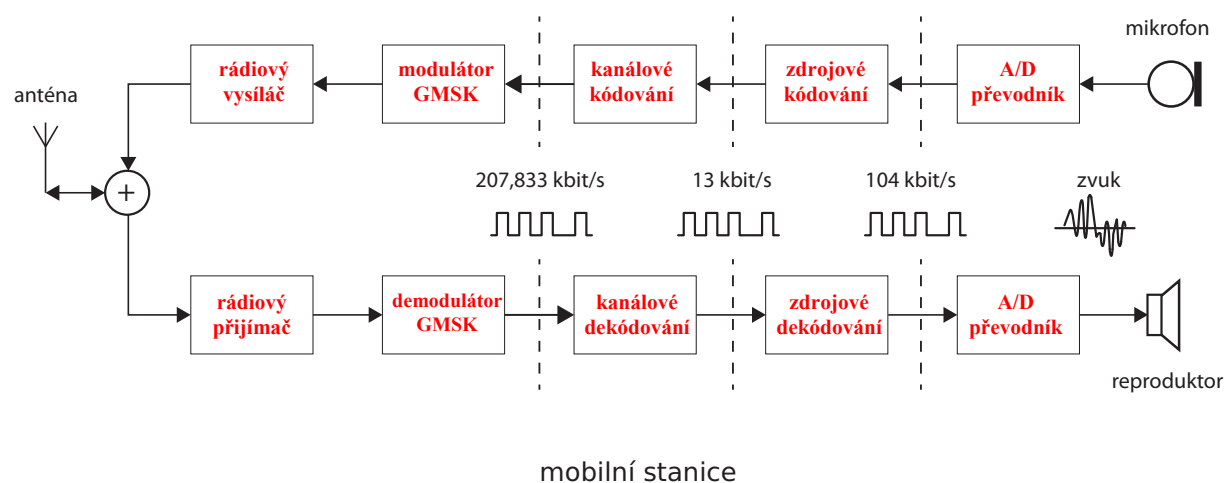 mikrofon
anténa
rádiový
vysíláč
modulátor
GMSK
kanálové
kódování
zdrojové
kódování
A/D
převodník
+
207,833 kbit/s
13 kbit/s
104 kbit/s
zvuk
rádiový
přijímač
demodulátor
GMSK
kanálové
dekódování
zdrojové
dekódování
A/D
převodník
reproduktor
mobilní stanice